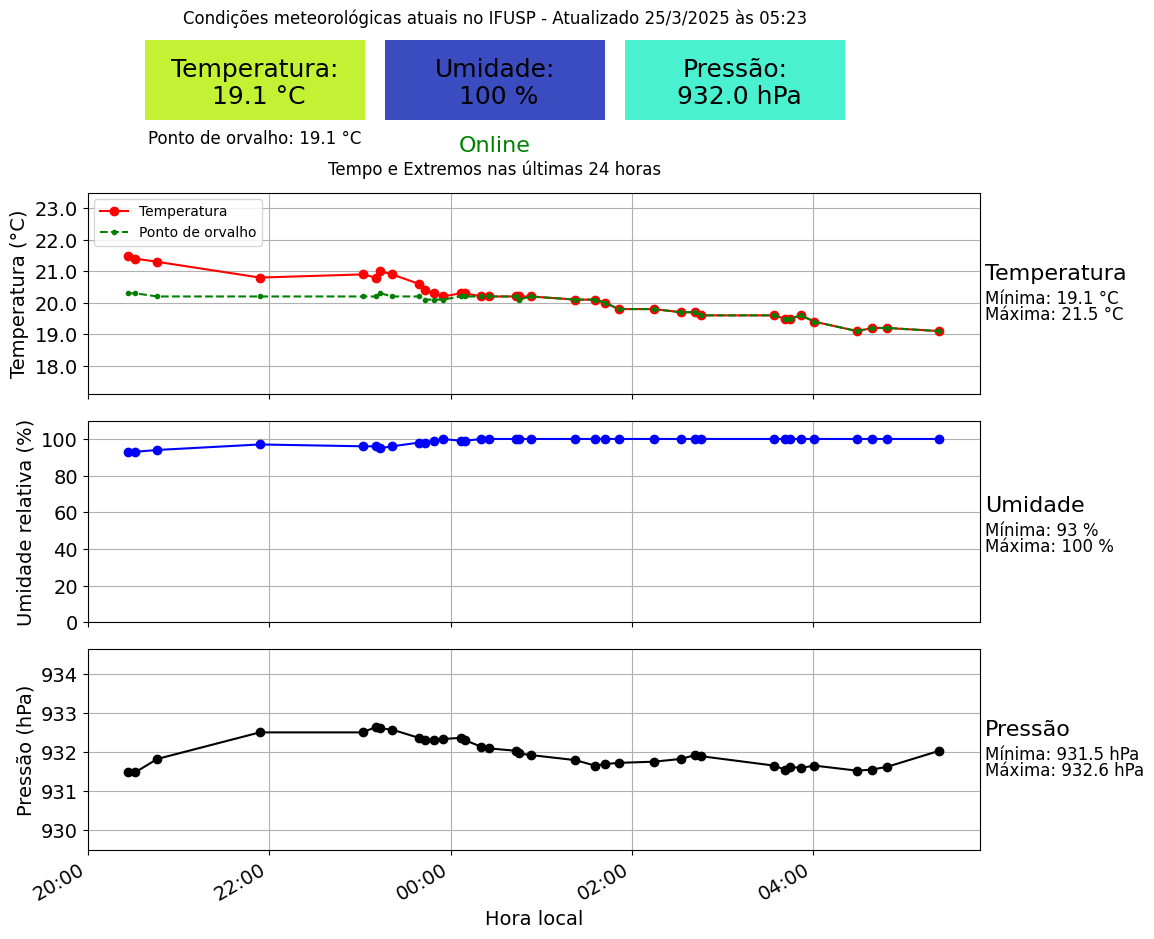 Condições meteorológicas atuais no IFUSP - Atualizado 25/3/2025 às 05:23
Temperatura:
19.1 °C
Umidade:
100 %
Pressão:
932.0 hPa
Ponto de orvalho: 19.1 °C
Online
Tempo e Extremos nas últimas 24 horas
Temperatura (°C)
23.0
22.0
21.0
20.0
19.0
18.0
Temperatura
Ponto de orvalho
Temperatura
Mínima: 19.1 °C
Máxima: 21.5 °C
Umidade relativa (%)
100
80
60
40
20
0
Umidade
Mínima: 93 %
Máxima: 100 %
Pressão (hPa)
934
933
932
931
930
Pressão
Mínima: 931.5 hPa
Máxima: 932.6 hPa
20:00
22:00
00:00
02:00
04:00
Hora local